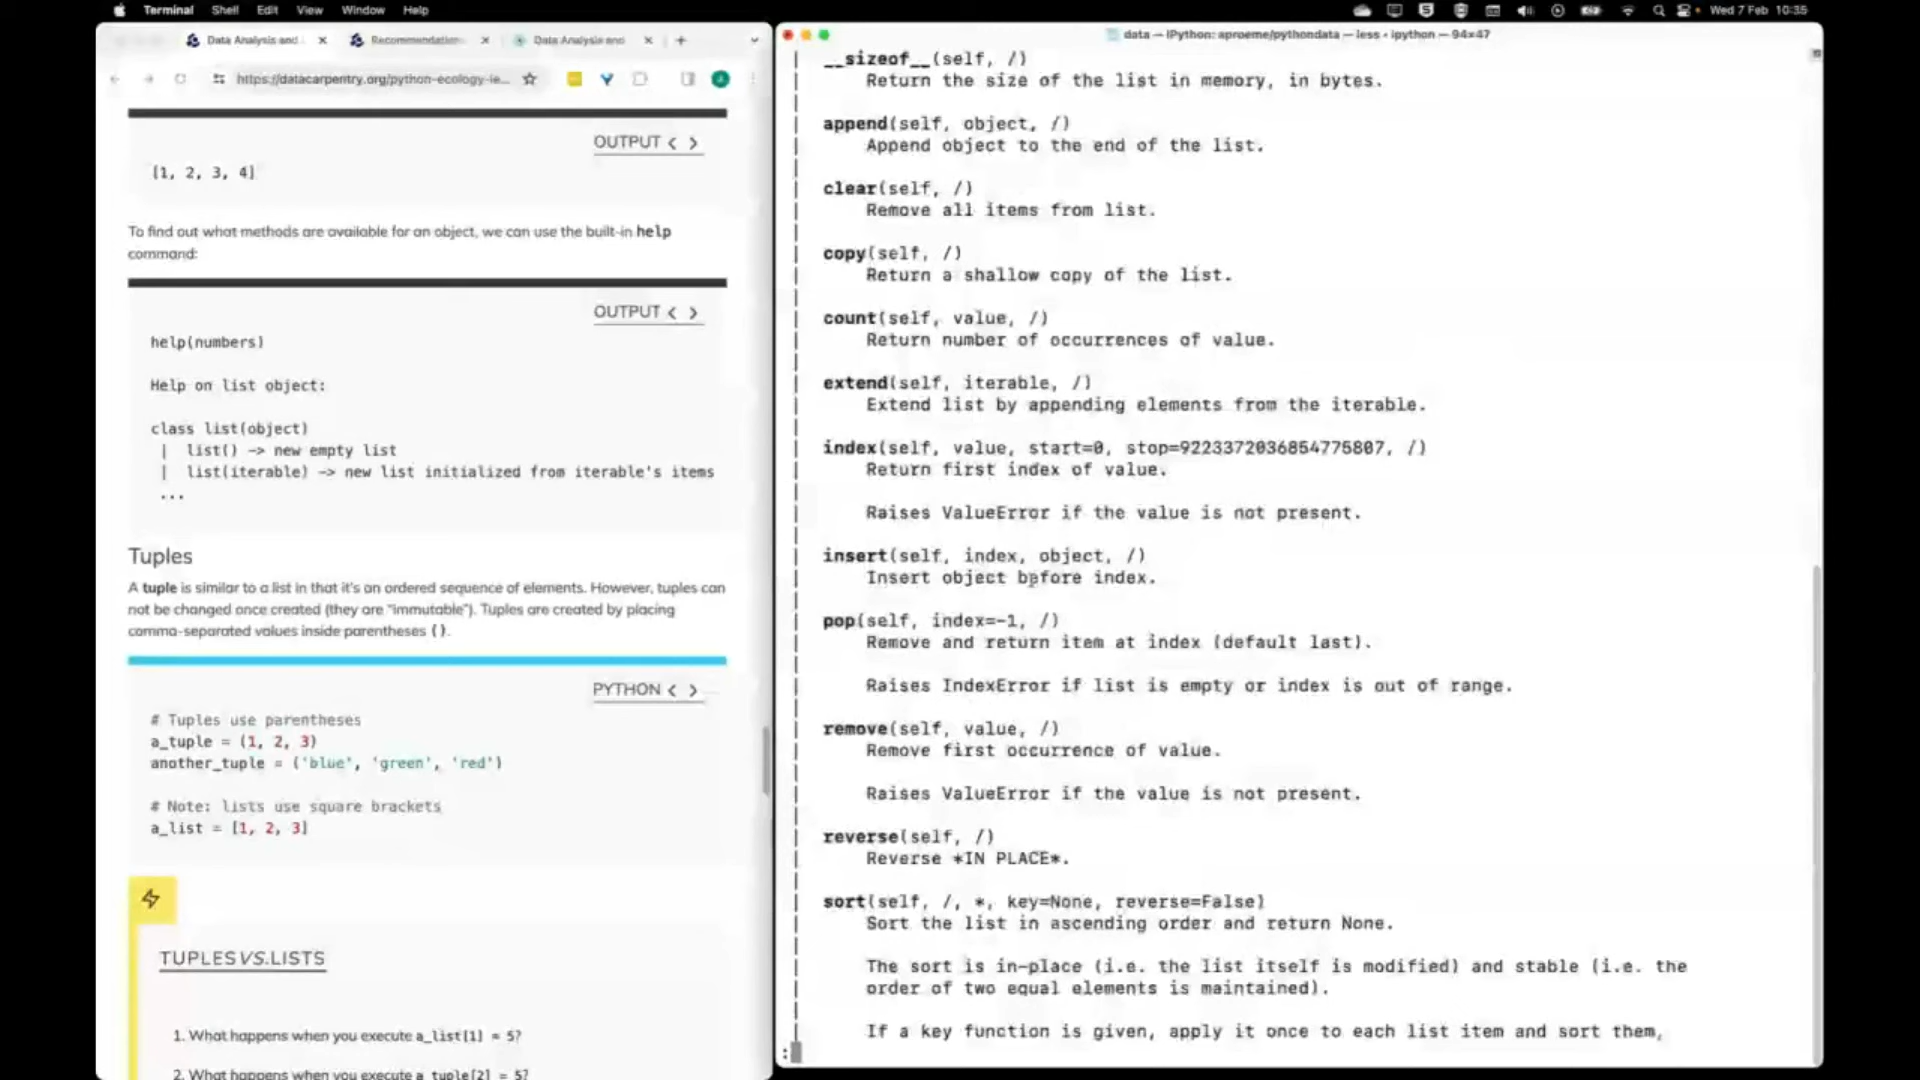 Terminal Shell Edit View Window Help
Wed 7 Feb 10:35
Data Analysis and
Recommendation
Data Analysis and
https://datacarpentry.org/python-ecology-le...
OUTPUT < >
[1, 2, 3, 4]
To find out what methods are available for an object, we can use the built-in help
command:
OUTPUT < >
help(numbers)
Help on list object:
class list(object)
| list() -> new empty list
| list(iterable) -> new list initialized from iterable's items
...
Tuples
A tuple is similar to a list in that it's an ordered sequence of elements. However, tuples can
not be changed once created (they are "immutable"). Tuples are created by placing
comma-separated values inside parentheses ().
PYTHON < >
# Tuples use parentheses
a_tuple = (1, 2, 3)
another_tuple = ('blue', 'green', 'red')
# Note: lists use square brackets
a_list = [1, 2, 3]
TUPLES VS. LISTS
1. What happens when you execute a_list[1] = 5?
2. What happens when you execute a_tuple[2] = 5?
data — IPython: aproeme/pythondata — less ‹ ipython — 94×47
__sizeof__(self, /)
Return the size of the list in memory, in bytes.
append(self, object, /)
Append object to the end of the list.
clear(self, /)
Remove all items from list.
copy(self, /)
Return a shallow copy of the list.
count(self, value, /)
Return number of occurrences of value.
extend(self, iterable, /)
Extend list by appending elements from the iterable.
index(self, value, start=0, stop=9223372036854775807, /)
Return first index of value.
Raises ValueError if the value is not present.
insert(self, index, object, /)
Insert object before index.
pop(self, index=-1, /)
Remove and return item at index (default last).
Raises IndexError if list is empty or index is out of range.
remove(self, value, /)
Remove first occurrence of value.
Raises ValueError if the value is not present.
reverse(self, /)
Reverse *IN PLACE*.
sort(self, /, *, key=None, reverse=False)
Sort the list in ascending order and return None.
The sort is in-place (i.e. the list itself is modified) and stable (i.e. the
order of two equal elements is maintained).
If a key function is given, apply it once to each list item and sort them,
: